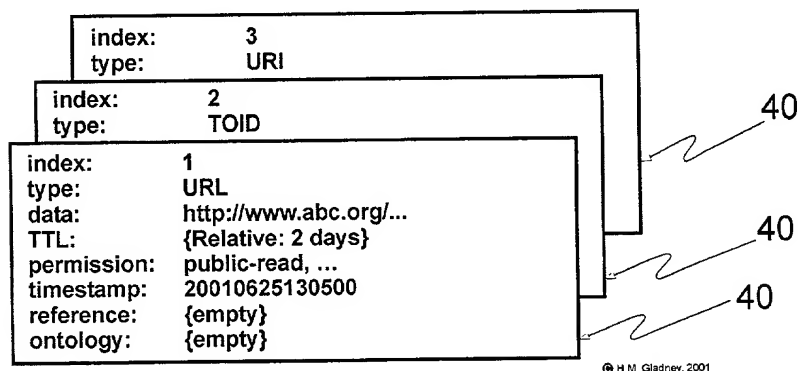 index: 3
type: URI
index: 2
type: TOID
index: 1
type: URL
data: http://www.abc.org/...
TTL: {Relative: 2 days}
permission: public-read, ...
timestamp: 20010625130500
reference: {empty}
ontology: {empty}
40
40
40
© H.M. Gladney, 2001